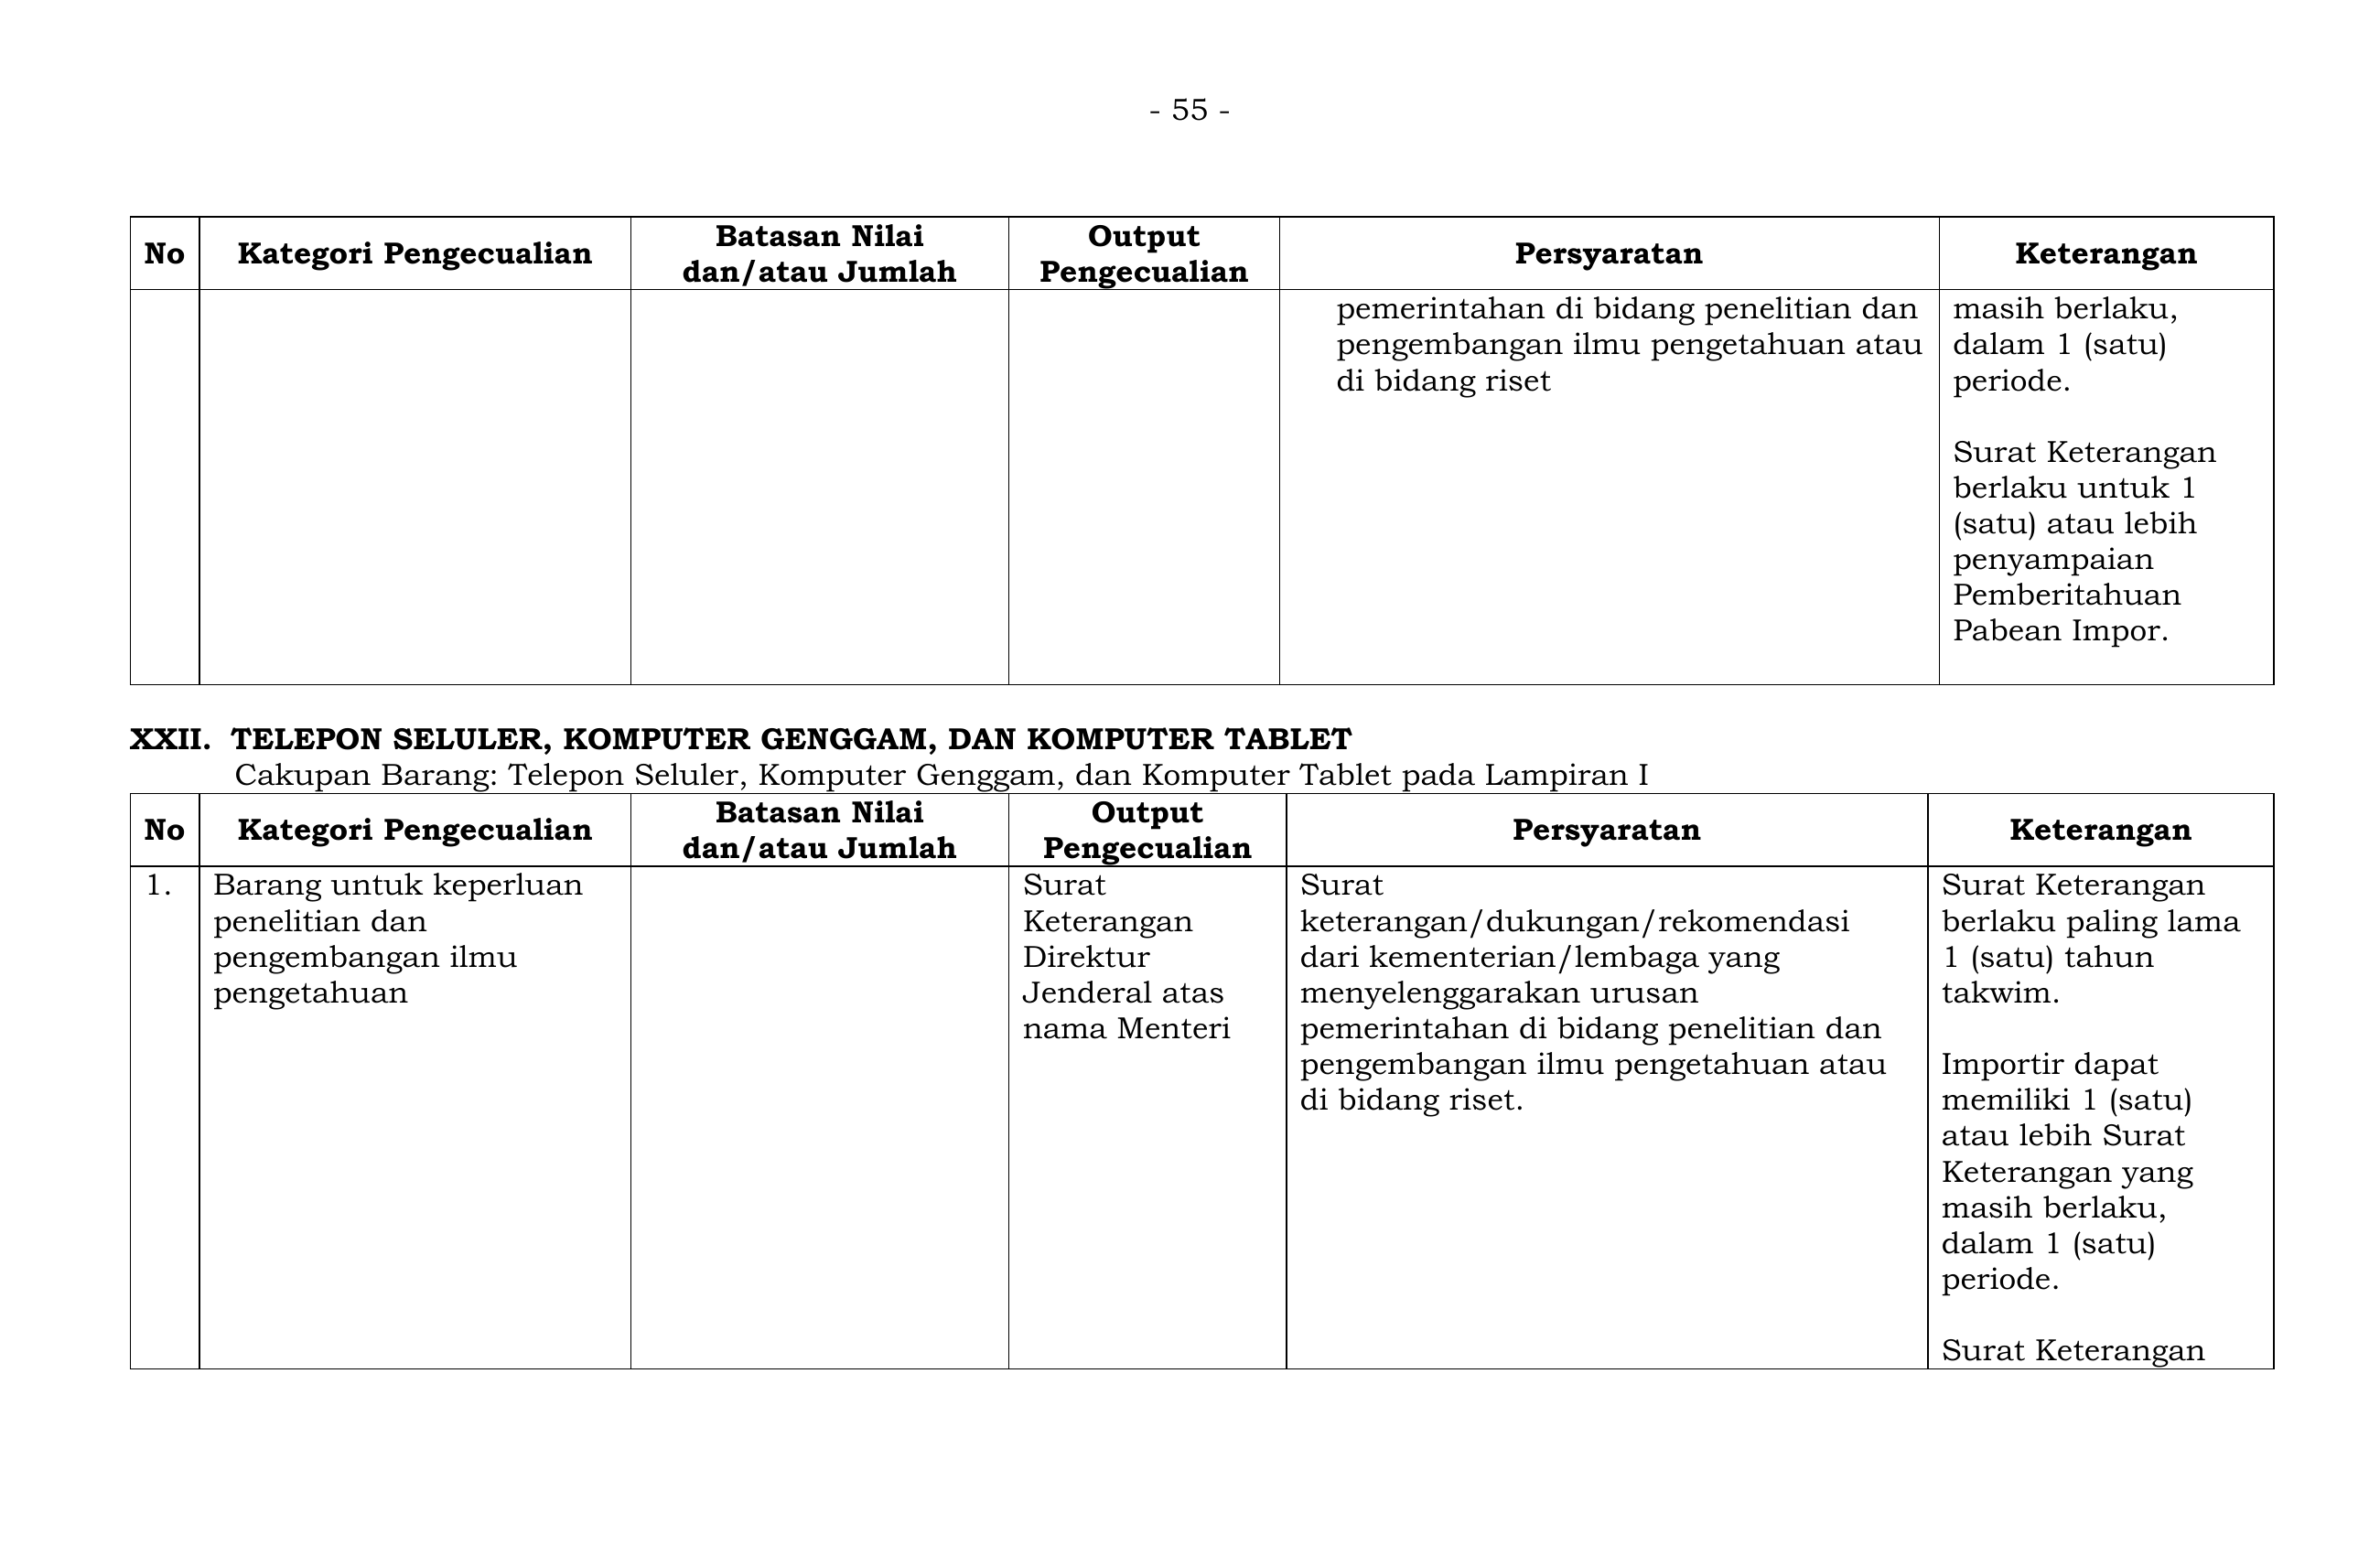 - 55 -
No
Kategori Pengecualian
Batasan Nilai
dan/atau Jumlah
Output
Pengecualian
Persyaratan
Keterangan
pemerintahan di bidang penelitian dan
pengembangan ilmu pengetahuan atau
di bidang riset
masih berlaku,
dalam 1 (satu)
periode.
Surat Keterangan
berlaku untuk 1
(satu) atau lebih
penyampaian
Pemberitahuan
Pabean Impor.
XXII. TELEPON SELULER, KOMPUTER GENGGAM, DAN KOMPUTER TABLET
Cakupan Barang: Telepon Seluler, Komputer Genggam, dan Komputer Tablet pada Lampiran I
No
Kategori Pengecualian
Batasan Nilai
dan/atau Jumlah
Output
Pengecualian
Persyaratan
Keterangan
1.
Barang untuk keperluan
penelitian dan
pengembangan ilmu
pengetahuan
Surat
Keterangan
Direktur
Jenderal atas
nama Menteri
Surat
keterangan/dukungan/rekomendasi
dari kementerian/lembaga yang
menyelenggarakan urusan
pemerintahan di bidang penelitian dan
pengembangan ilmu pengetahuan atau
di bidang riset.
Surat Keterangan
berlaku paling lama
1 (satu) tahun
takwim.
Importir dapat
memiliki 1 (satu)
atau lebih Surat
Keterangan yang
masih berlaku,
dalam 1 (satu)
periode.
Surat Keterangan